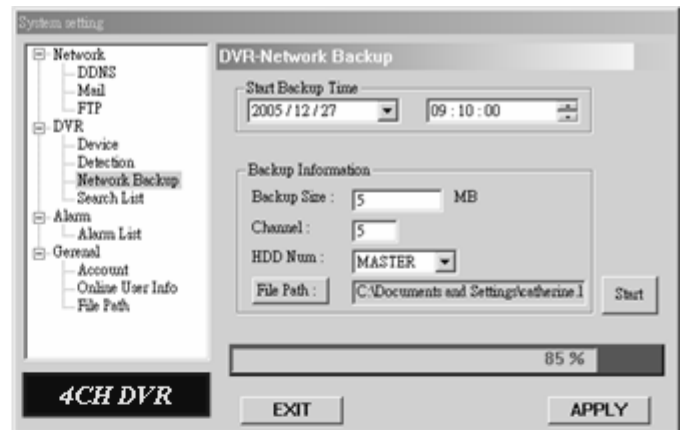 System setting
Network
DDNS
Mail
FTP
DVR
Device
Detection
Network Backup
Search List
Alarm
Alarm List
Gerenal
Account
Online User Info
File Path
4CH DVR
DVR-Network Backup
Start Backup Time
2005 / 12 / 27 09 : 10 : 00
Backup Information
Backup Size : 5 MB
Channel : 5
HDD Num : MASTER
File Path : C:\Documents and Settings\catherine.l
Start
85 %
EXIT APPLY